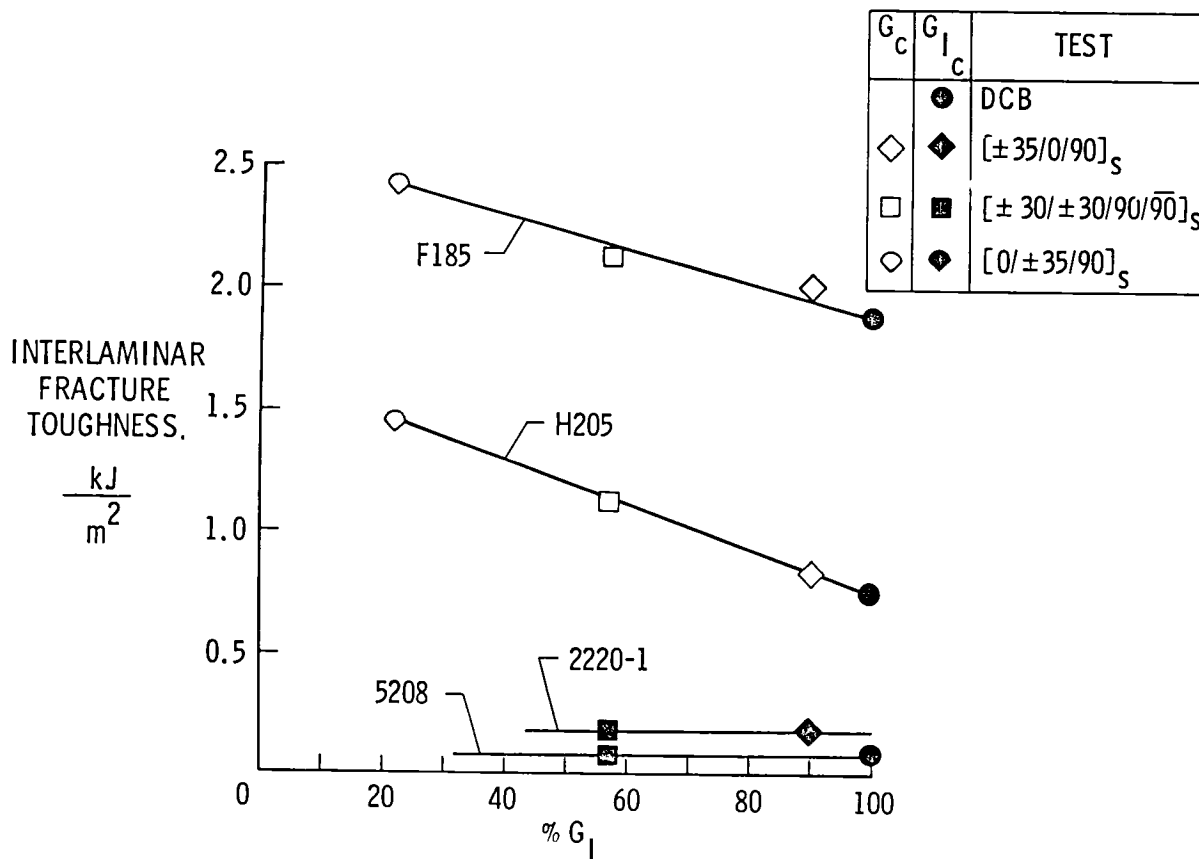 G_C G_I_C TEST
DCB
[±35/0/90]_S
[±30/±30/90/9̅0̅]_S
[0/±35/90]_S
INTERLAMINAR
FRACTURE
TOUGHNESS.
kJ
m²
2.5
2.0
1.5
1.0
0.5
F185
H205
2220-1
5208
0 20 40 60 80 100
% G_I